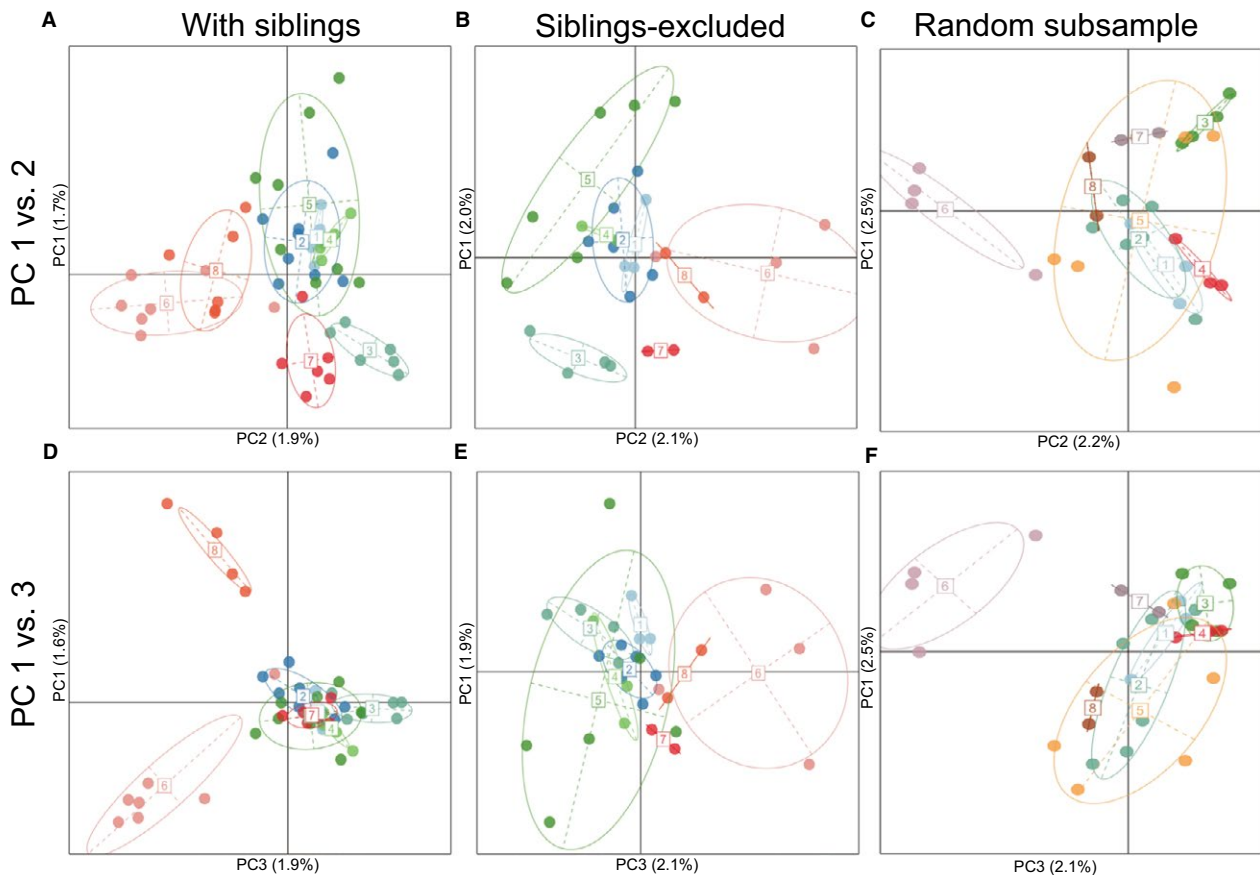 A With siblings
B Siblings-excluded
C Random subsample
PC 1 vs. 2
PC1 (1.7%)
5
2
1
4
8
6
7
3
PC2 (1.9%)
PC1 (2.0%)
5
4
2
1
8
6
3
7
PC2 (2.1%)
PC1 (2.5%)
3
7
8
6
5
2
1
4
PC2 (2.2%)
D
E
F
PC 1 vs. 3
PC1 (1.6%)
8
2
7
3
4
6
PC3 (1.9%)
PC1 (1.9%)
3
1
2
4
8
6
5
7
PC3 (2.1%)
PC1 (2.5%)
6
7
3
1
4
2
8
5
PC3 (2.1%)